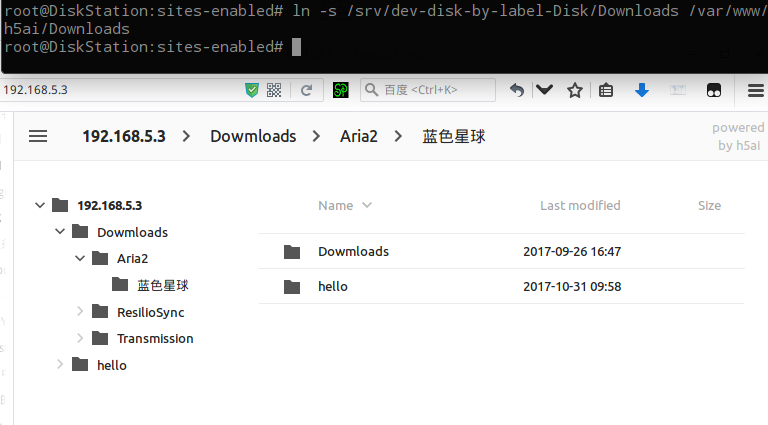 root@DiskStation:sites-enabled# ln -s /srv/dev-disk-by-label-Disk/Downloads /var/www/
h5ai/Downloads
root@DiskStation:sites-enabled#
192.168.5.3
百度 <Ctrl+K>
192.168.5.3 > Dowmloads > Aria2 > 蓝色星球
powered
by h5ai
192.168.5.3
Dowmloads
Aria2
蓝色星球
ResilioSync
Transmission
hello
Name Last modified Size
Dowmloads 2017-09-26 16:47
hello 2017-10-31 09:58